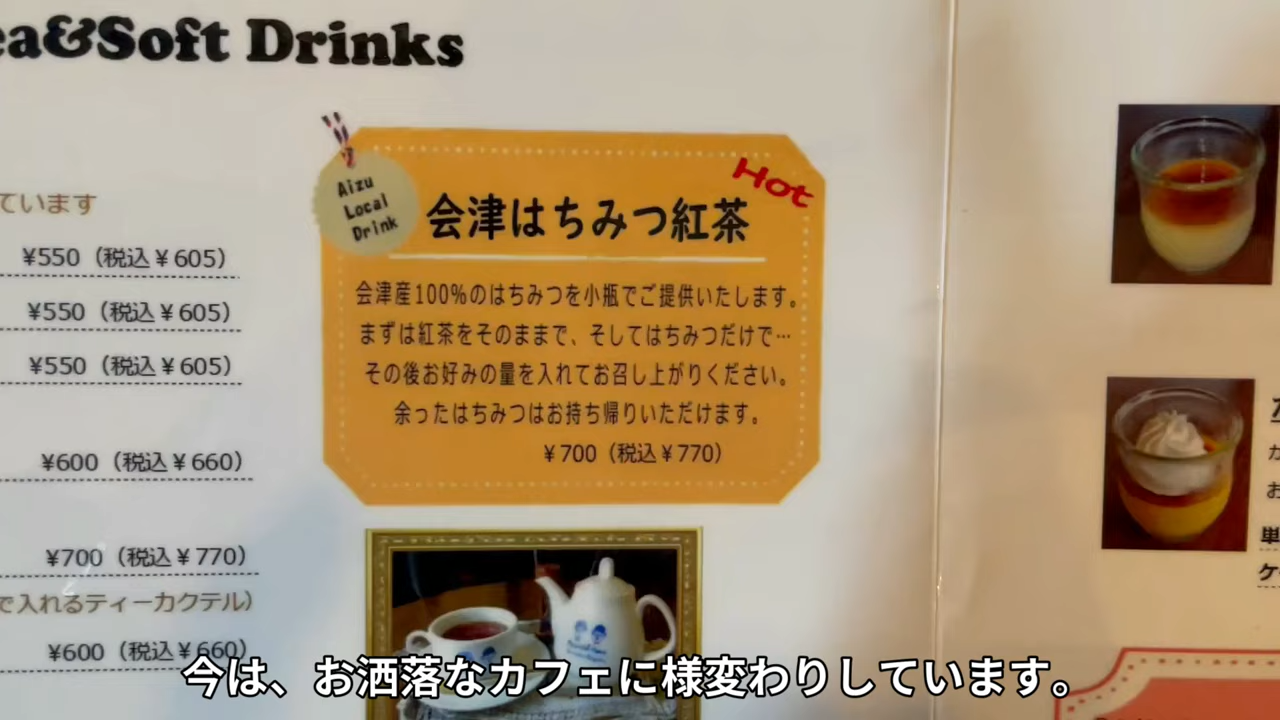 ea&Soft Drinks
ています
¥550（税込￥605）
¥550（税込￥605）
¥550（税込￥605）
¥600（税込￥660）
¥700（税込￥770）
で入れるティーカクテル）
¥600（税込￥660）
Aizu
Local
Drink
Hot
会津はちみつ紅茶
会津産100%のはちみつを小瓶でご提供いたします。
まずは紅茶をそのままで、そしてはちみつだけで…
その後お好みの量を入れてお召し上がりください。
余ったはちみつはお持ち帰りいただけます。
￥700（税込￥770）
か
お
単
ケ
今は、お洒落なカフェに様変わりしています。